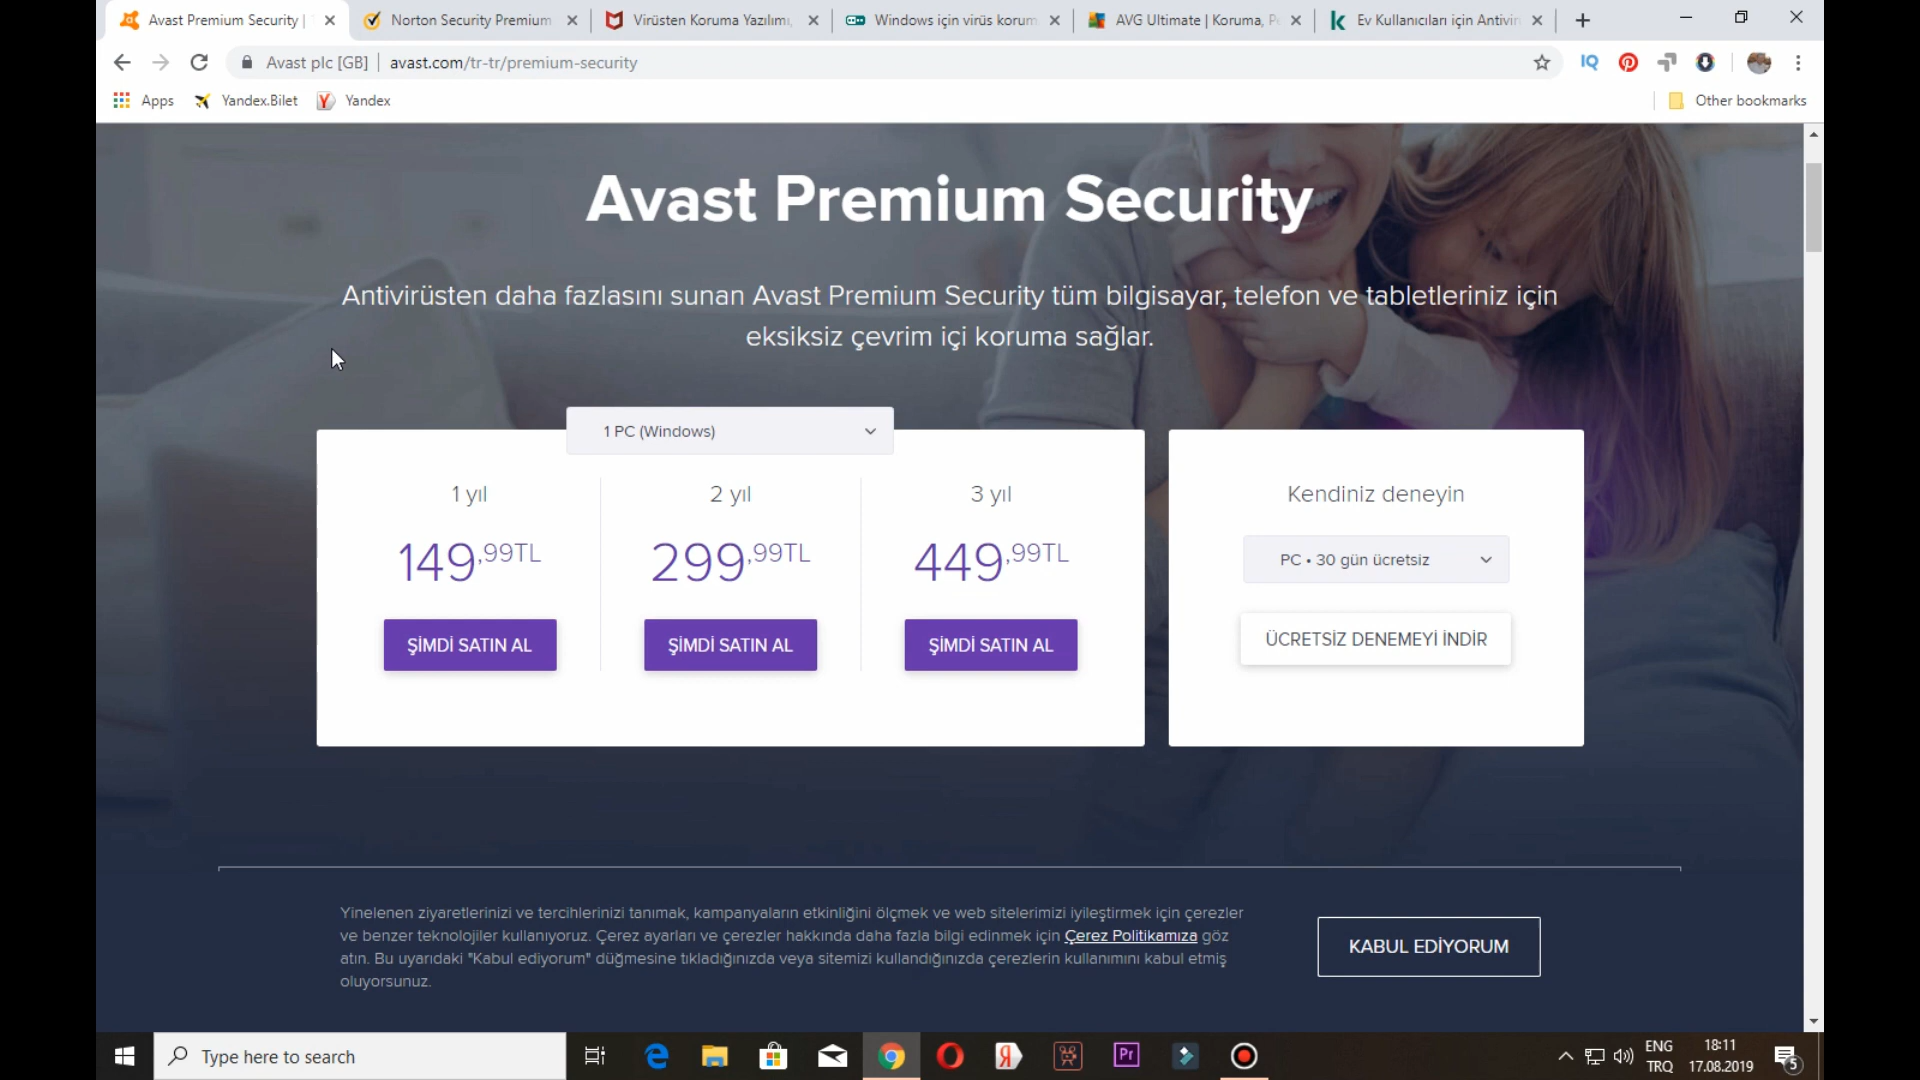 Avast Premium Security |
Norton Security Premium
Virüsten Koruma Yazılımı,
Windows için virüs korum
AVG Ultimate | Koruma, P
Ev Kullanıcıları için Antivir
Avast plc [GB]
avast.com/tr-tr/premium-security
IQ
Apps
Yandex.Bilet
Yandex
Other bookmarks
Avast Premium Security
Antivirüsten daha fazlasını sunan Avast Premium Security tüm bilgisayar, telefon ve tabletleriniz için
eksiksiz çevrim içi koruma sağlar.
1 PC (Windows)
1 yıl
149,99TL
ŞİMDİ SATIN AL
2 yıl
299,99TL
ŞİMDİ SATIN AL
3 yıl
449,99TL
ŞİMDİ SATIN AL
Kendiniz deneyin
PC • 30 gün ücretsiz
ÜCRETSİZ DENEMEYİ İNDİR
Yinelenen ziyaretlerinizi ve tercihlerinizi tanımak, kampanyaların etkinliğini ölçmek ve web sitelerimizi iyileştirmek için çerezler
ve benzer teknolojiler kullanıyoruz. Çerez ayarları ve çerezler hakkında daha fazla bilgi edinmek için Çerez Politikamıza göz
atın. Bu uyarıdaki "Kabul ediyorum" düğmesine tıkladığınızda veya sitemizi kullandığınızda çerezlerin kullanımını kabul etmiş
oluyorsunuz.
KABUL EDİYORUM
Type here to search
Pr
ENG
TRQ
18:11
17.08.2019
5